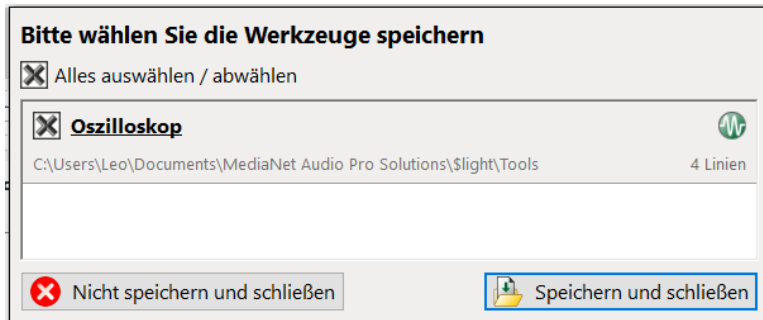 Bitte wählen Sie die Werkzeuge speichern
Alles auswählen / abwählen
Oszilloskop
C:\Users\Leo\Documents\MediaNet Audio Pro Solutions\$light\Tools 4 Linien
Nicht speichern und schließen Speichern und schließen